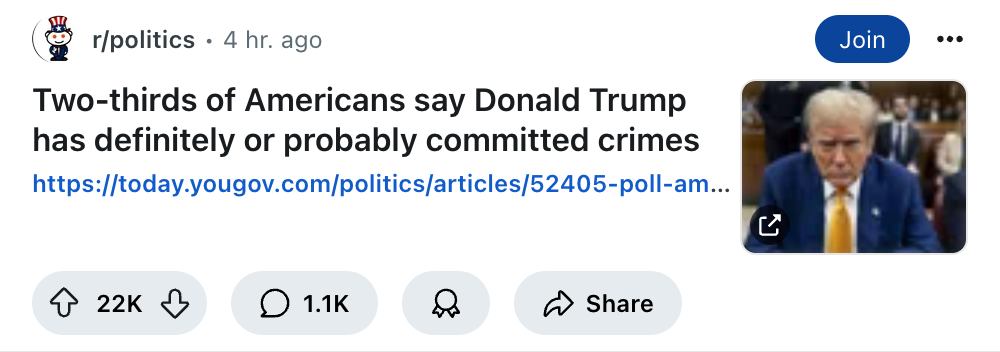 r/politics • 4 hr. ago
Join
Two-thirds of Americans say Donald Trump
has definitely or probably committed crimes
https://today.yougov.com/politics/articles/52405-poll-am...
22K
1.1K
Share